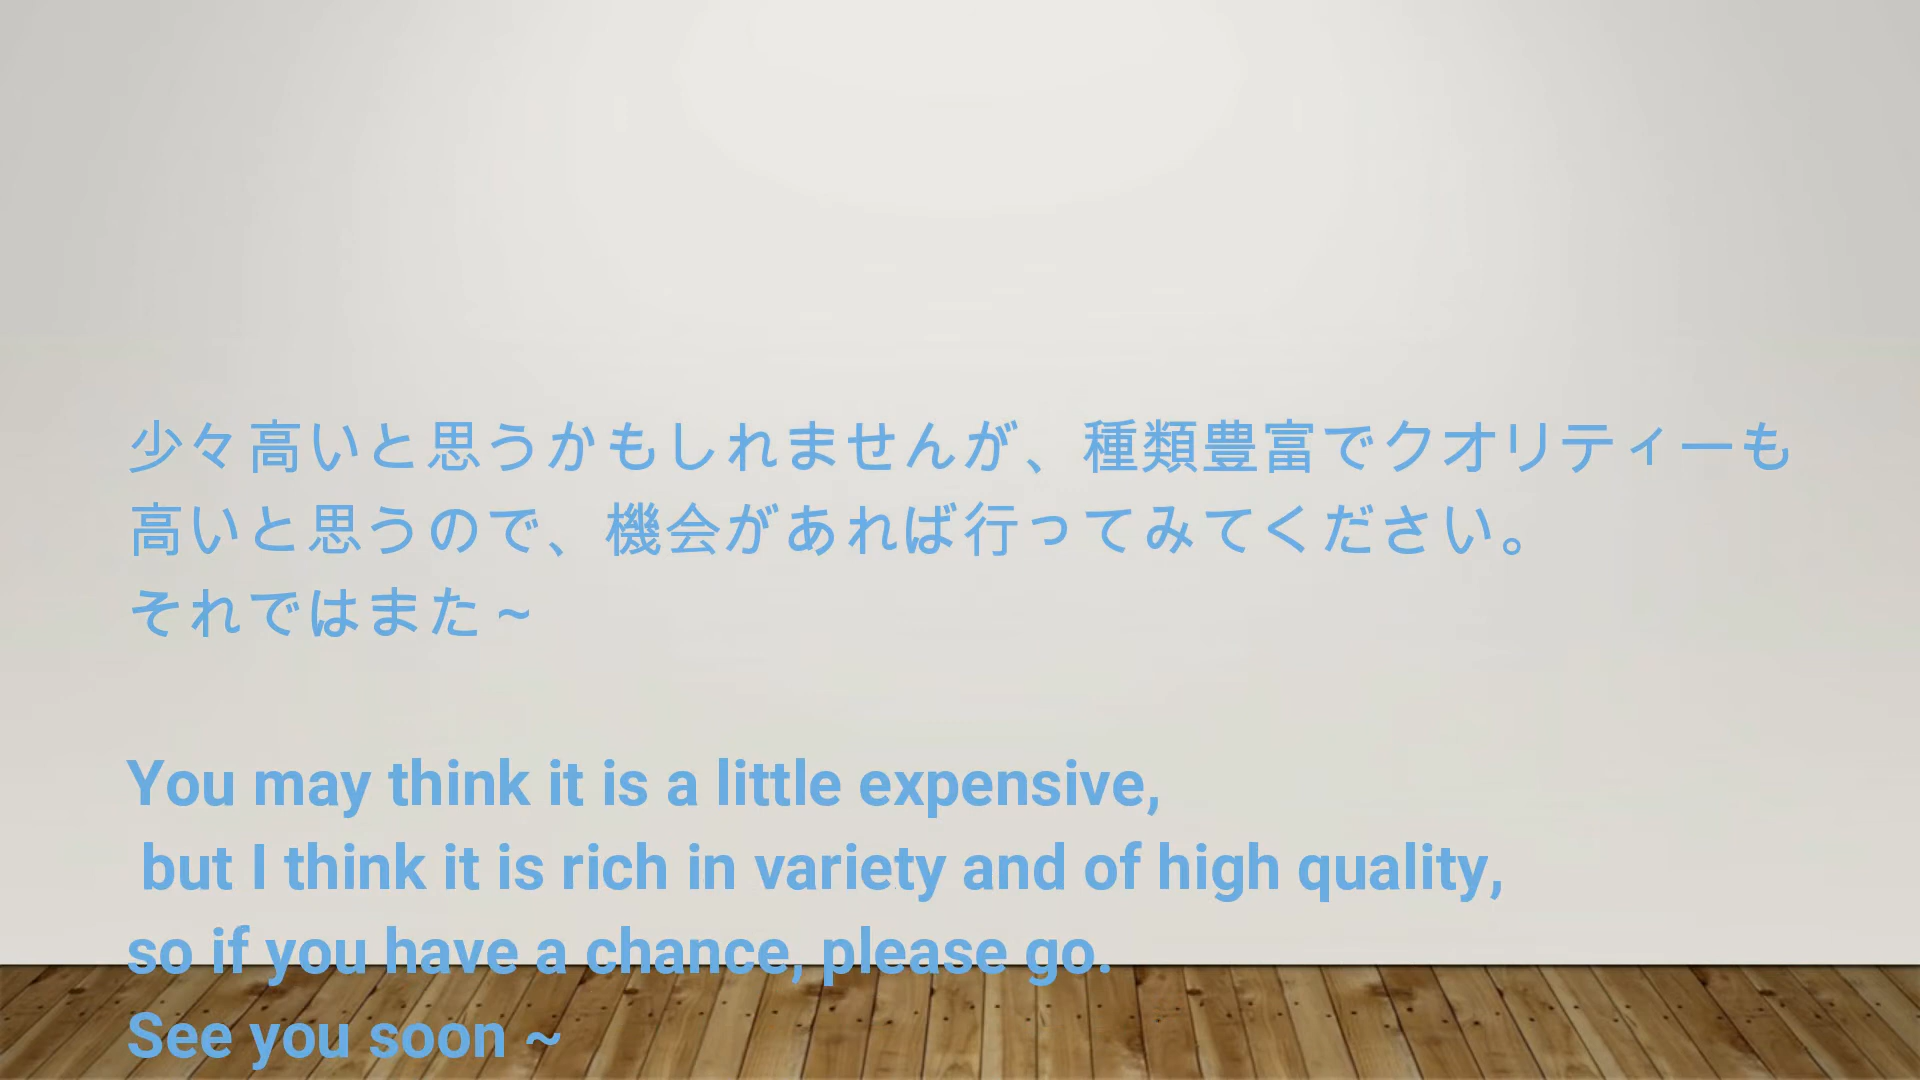 少々高いと思うかもしれませんが、種類豊富でクオリティーも
高いと思うので、機会があれば行ってみてください。
それではまた ~
You may think it is a little expensive,
but I think it is rich in variety and of high quality,
so if you have a chance, please go.
See you soon ~